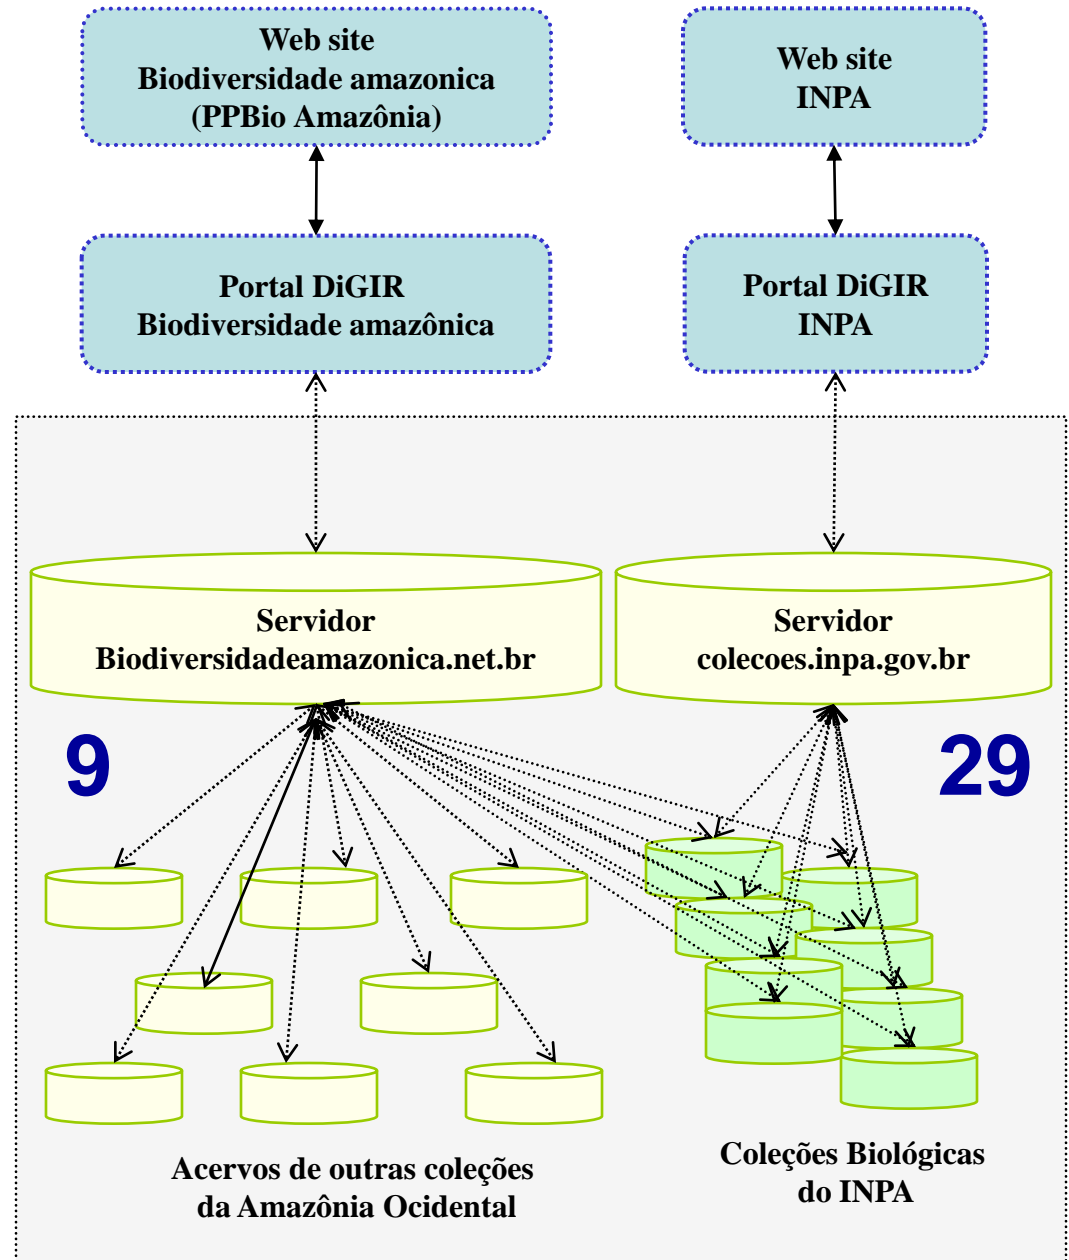 Web site
Biodiversidade amazonica
(PPBio Amazônia)
Web site
INPA
Portal DiGIR
Biodiversidade amazônica
Portal DiGIR
INPA
Servidor
Biodiversidadeamazonica.net.br
Servidor
colecoes.inpa.gov.br
9
29
Acervos de outras coleções
da Amazônia Ocidental
Coleções Biológicas
do INPA